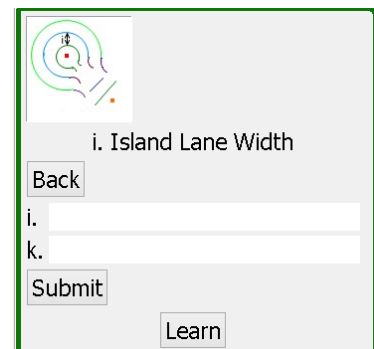 i
i. Island Lane Width
Back
i.
k.
Submit
Learn